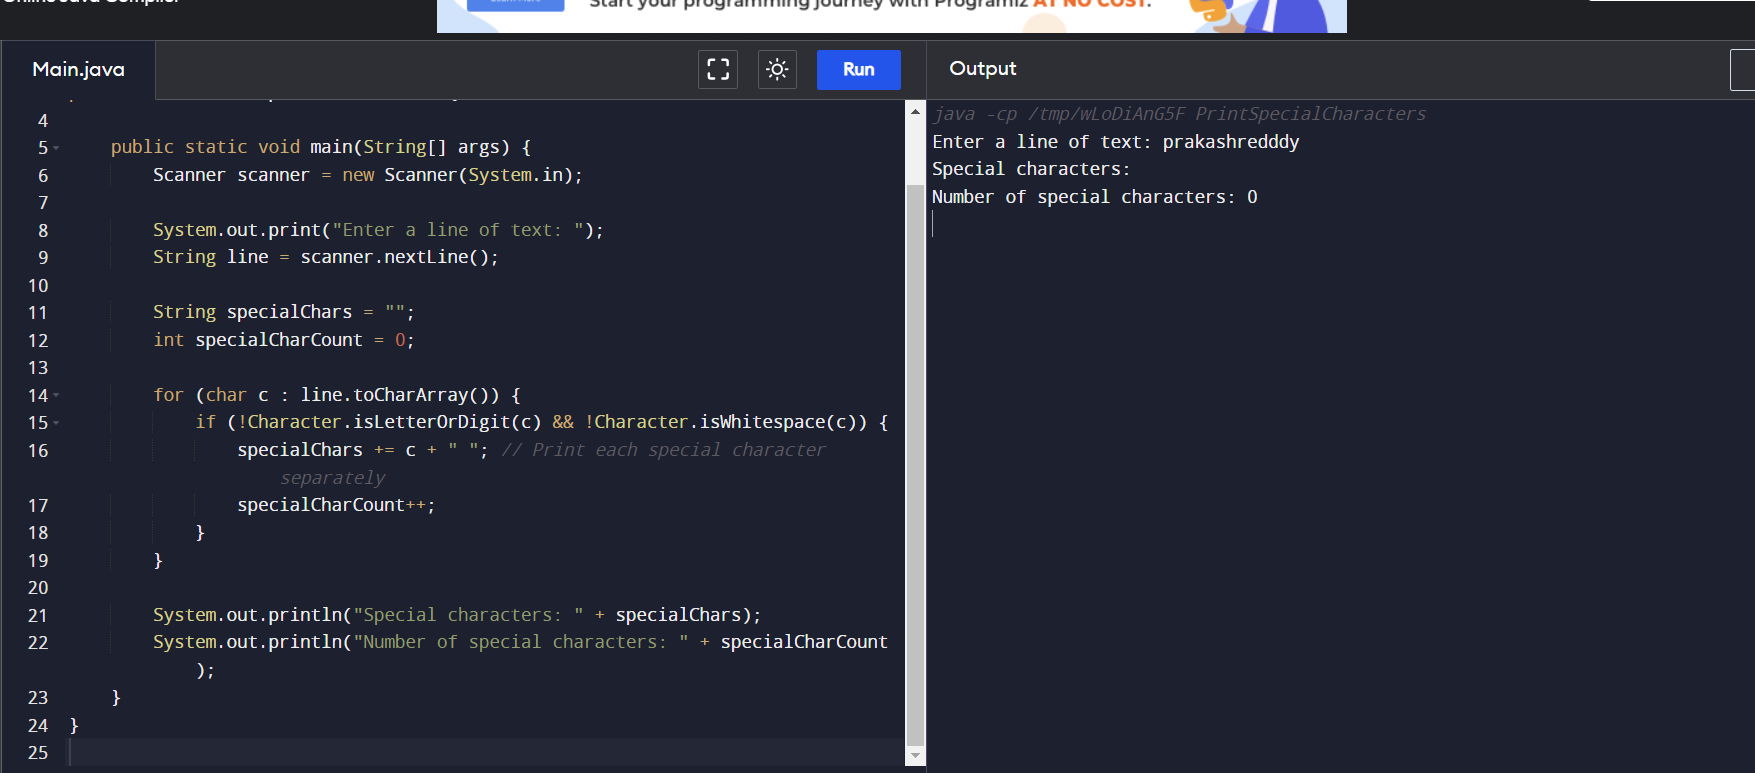 Online Java Compiler
Start your programming journey with Programiz AT NO COST.
Main.java
Run
Output
4
5 public static void main(String[] args) {
6 Scanner scanner = new Scanner(System.in);
7
8 System.out.print("Enter a line of text: ");
9 String line = scanner.nextLine();
10
11 String specialChars = "";
12 int specialCharCount = 0;
13
14 for (char c : line.toCharArray()) {
15 if (!Character.isLetterOrDigit(c) && !Character.isWhitespace(c)) {
16 specialChars += c + " "; // Print each special character
separately
17 specialCharCount++;
18 }
19 }
20
21 System.out.println("Special characters: " + specialChars);
22 System.out.println("Number of special characters: " + specialCharCount
);
23 }
24 }
25
java -cp /tmp/wLoDiAnG5F PrintSpecialCharacters
Enter a line of text: prakashredddy
Special characters:
Number of special characters: 0